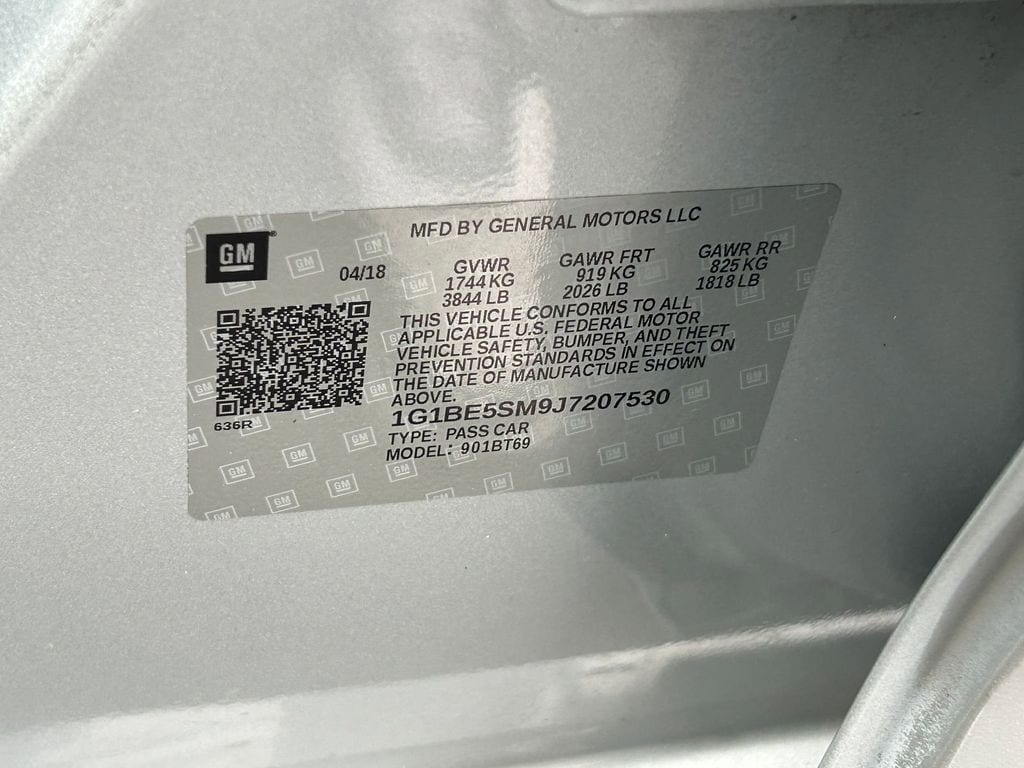 MFD BY GENERAL MOTORS LLC
GM
04/18
GVWR
1744 KG
3844 LB
GAWR FRT
919 KG
2026 LB
GAWR RR
825 KG
1818 LB
THIS VEHICLE CONFORMS TO ALL
APPLICABLE U.S. FEDERAL MOTOR
VEHICLE SAFETY, BUMPER, AND THEFT
PREVENTION STANDARDS IN EFFECT ON
THE DATE OF MANUFACTURE SHOWN
ABOVE.
1G1BE5SM9J7207530
TYPE: PASS CAR
MODEL: 901BT69
636R